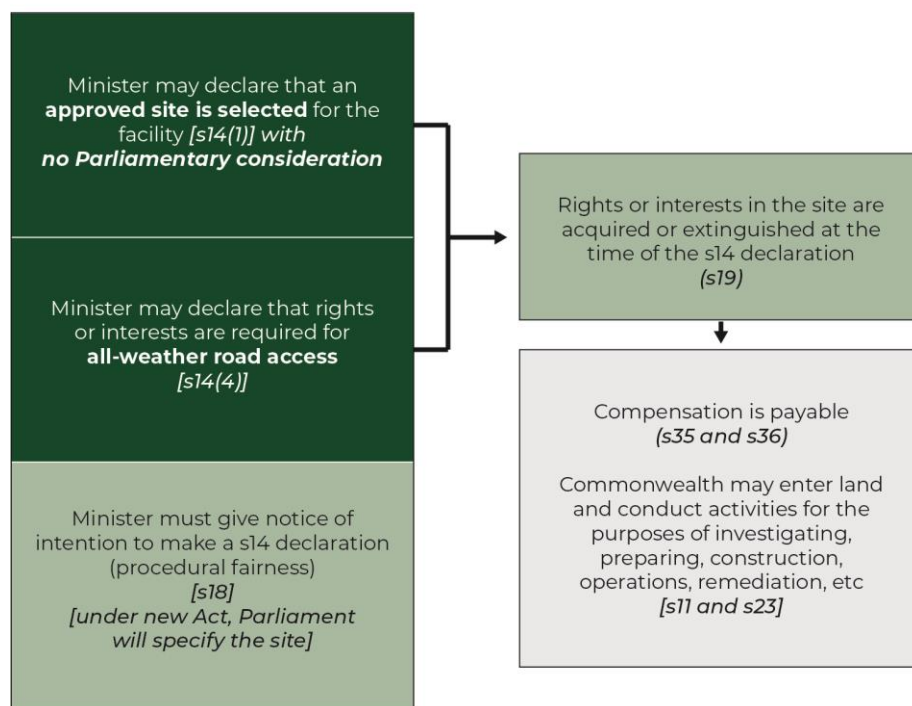 Minister may declare that an
approved site is selected for the
facility [s14(1)] with
no Parliamentary consideration
Minister may declare that rights
or interests are required for
all-weather road access
[s14(4)]
Minister must give notice of
intention to make a s14 declaration
(procedural fairness)
[s18]
[under new Act, Parliament
will specify the site]
Rights or interests in the site are
acquired or extinguished at the
time of the s14 declaration
(s19)
Compensation is payable
(s35 and s36)
Commonwealth may enter land
and conduct activities for the
purposes of investigating,
preparing, construction,
operations, remediation, etc
[s11 and s23]